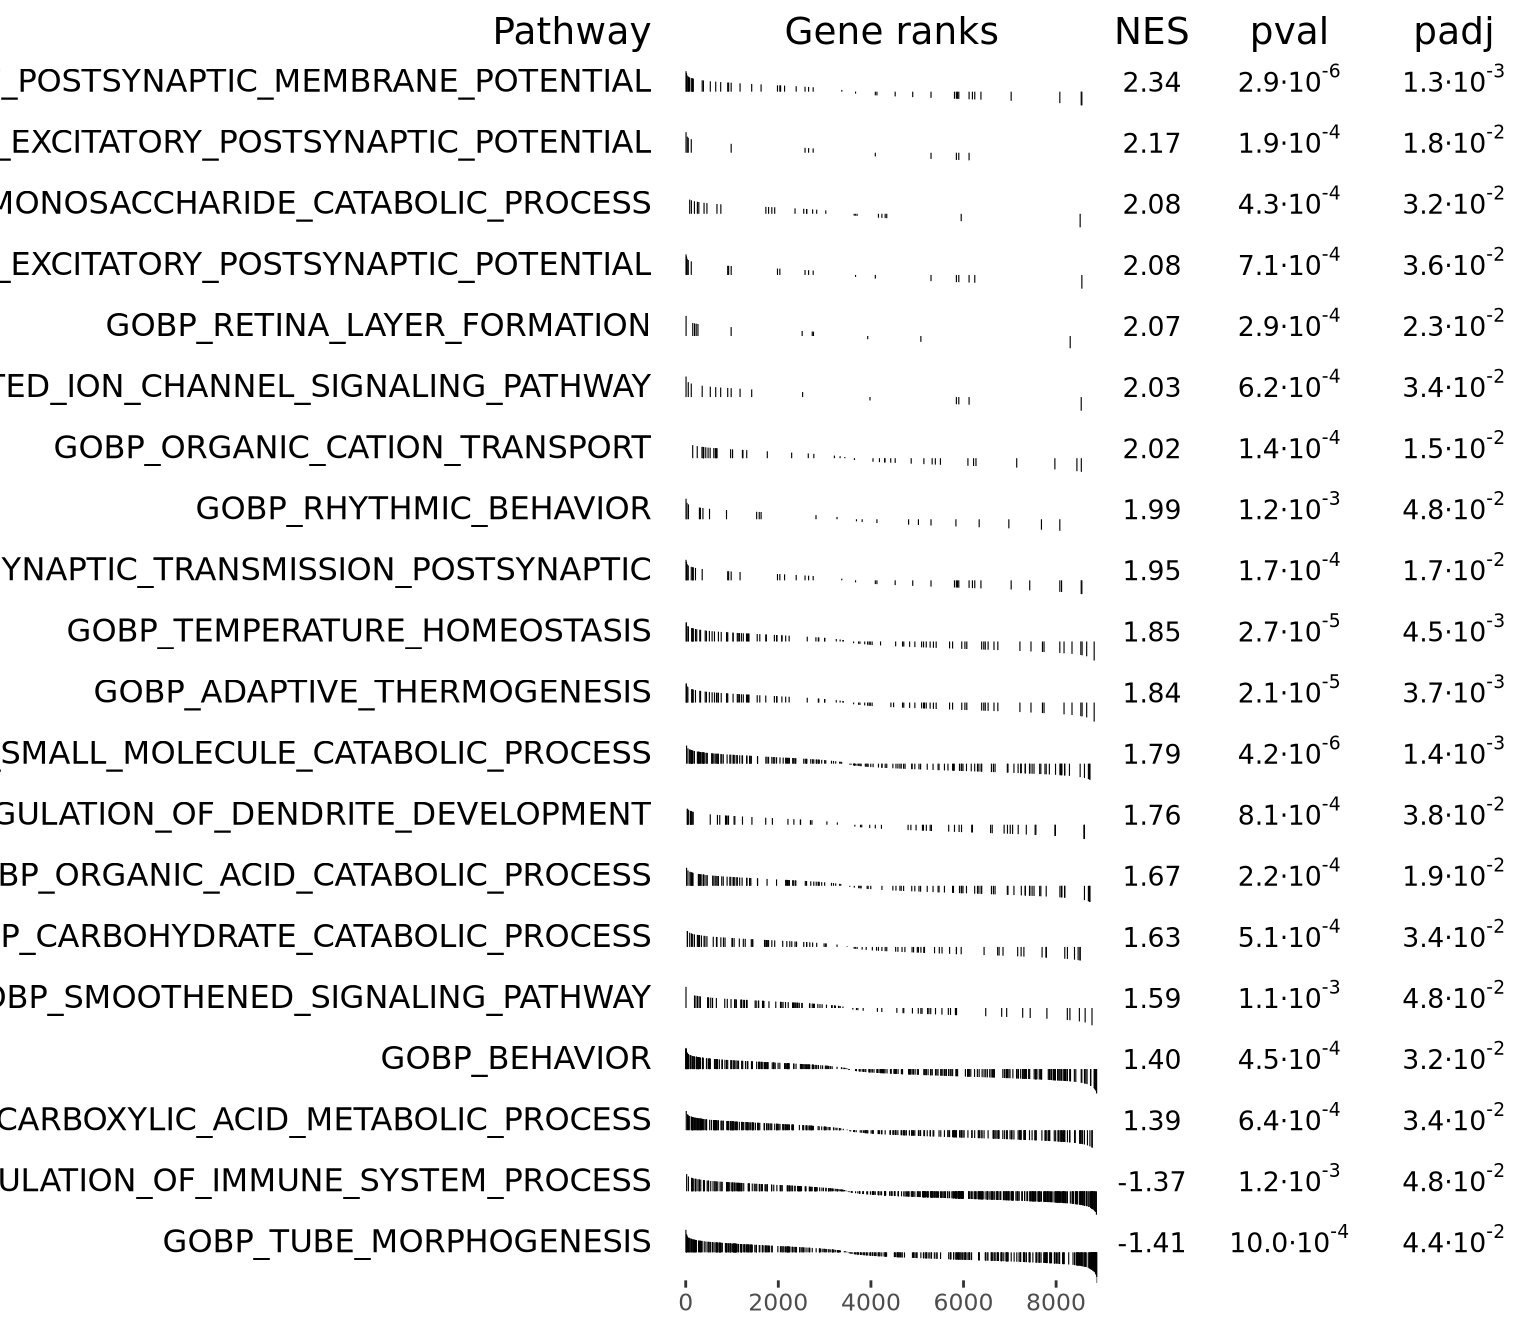 Pathway Gene ranks NES pval padj
_POSTSYNAPTIC_MEMBRANE_POTENTIAL 2.34 2.9·10-6 1.3·10-3
_EXCITATORY_POSTSYNAPTIC_POTENTIAL 2.17 1.9·10-4 1.8·10-2
MONOSACCHARIDE_CATABOLIC_PROCESS 2.08 4.3·10-4 3.2·10-2
_EXCITATORY_POSTSYNAPTIC_POTENTIAL 2.08 7.1·10-4 3.6·10-2
GOBP_RETINA_LAYER_FORMATION 2.07 2.9·10-4 2.3·10-2
TED_ION_CHANNEL_SIGNALING_PATHWAY 2.03 6.2·10-4 3.4·10-2
GOBP_ORGANIC_CATION_TRANSPORT 2.02 1.4·10-4 1.5·10-2
GOBP_RHYTHMIC_BEHAVIOR 1.99 1.2·10-3 4.8·10-2
YNAPTIC_TRANSMISSION_POSTSYNAPTIC 1.95 1.7·10-4 1.7·10-2
GOBP_TEMPERATURE_HOMEOSTASIS 1.85 2.7·10-5 4.5·10-3
GOBP_ADAPTIVE_THERMOGENESIS 1.84 2.1·10-5 3.7·10-3
_SMALL_MOLECULE_CATABOLIC_PROCESS 1.79 4.2·10-6 1.4·10-3
GULATION_OF_DENDRITE_DEVELOPMENT 1.76 8.1·10-4 3.8·10-2
BP_ORGANIC_ACID_CATABOLIC_PROCESS 1.67 2.2·10-4 1.9·10-2
P_CARBOHYDRATE_CATABOLIC_PROCESS 1.63 5.1·10-4 3.4·10-2
OBP_SMOOTHENED_SIGNALING_PATHWAY 1.59 1.1·10-3 4.8·10-2
GOBP_BEHAVIOR 1.40 4.5·10-4 3.2·10-2
CARBOXYLIC_ACID_METABOLIC_PROCESS 1.39 6.4·10-4 3.4·10-2
ULATION_OF_IMMUNE_SYSTEM_PROCESS -1.37 1.2·10-3 4.8·10-2
GOBP_TUBE_MORPHOGENESIS -1.41 10.0·10-4 4.4·10-2
0 2000 4000 6000 8000